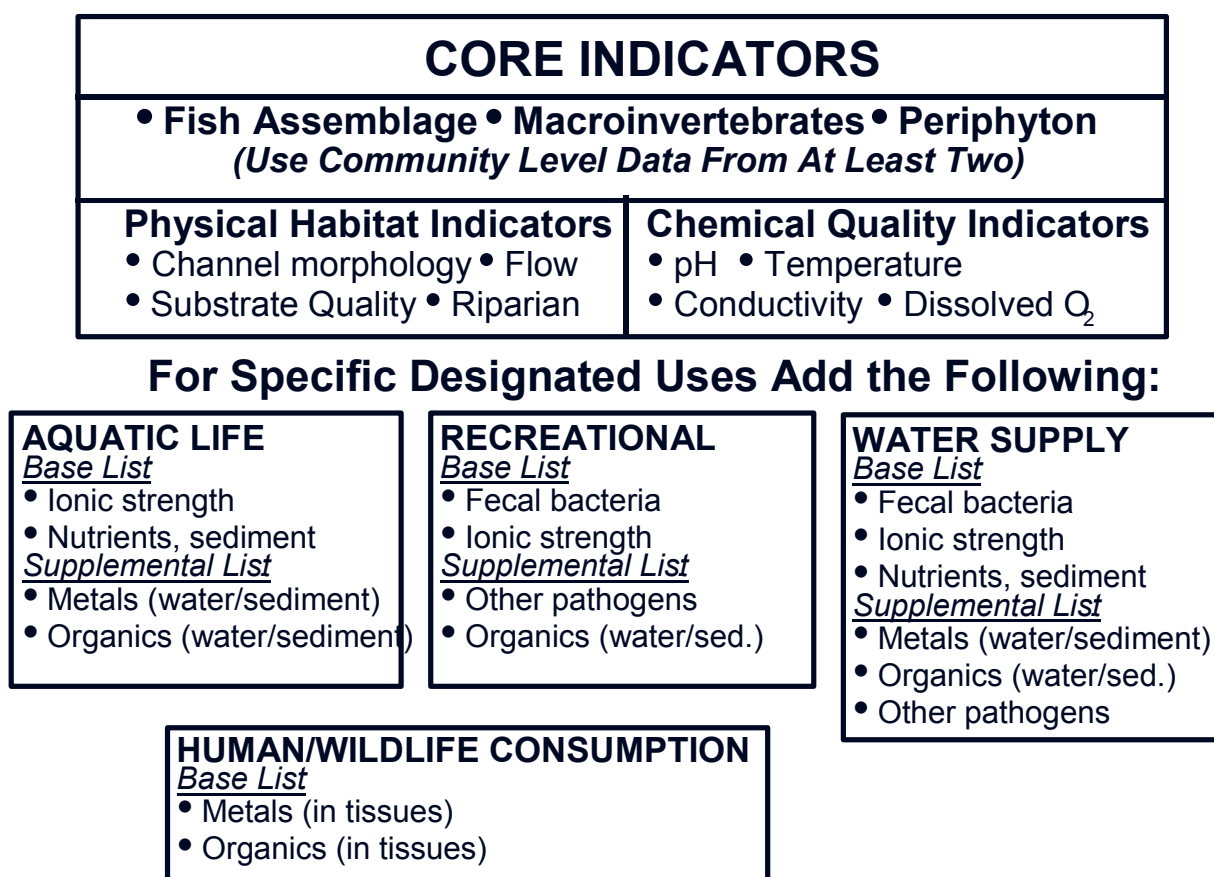 CORE INDICATORS
• Fish Assemblage • Macroinvertebrates • Periphyton
(Use Community Level Data From At Least Two)
Physical Habitat Indicators
• Channel morphology • Flow
• Substrate Quality • Riparian
Chemical Quality Indicators
• pH • Temperature
• Conductivity • Dissolved O2
For Specific Designated Uses Add the Following:
AQUATIC LIFE
Base List
• Ionic strength
• Nutrients, sediment
Supplemental List
• Metals (water/sediment)
• Organics (water/sediment)
RECREATIONAL
Base List
• Fecal bacteria
• Ionic strength
Supplemental List
• Other pathogens
• Organics (water/sed.)
WATER SUPPLY
Base List
• Fecal bacteria
• Ionic strength
• Nutrients, sediment
Supplemental List
• Metals (water/sediment)
• Organics (water/sed.)
• Other pathogens
HUMAN/WILDLIFE CONSUMPTION
Base List
• Metals (in tissues)
• Organics (in tissues)